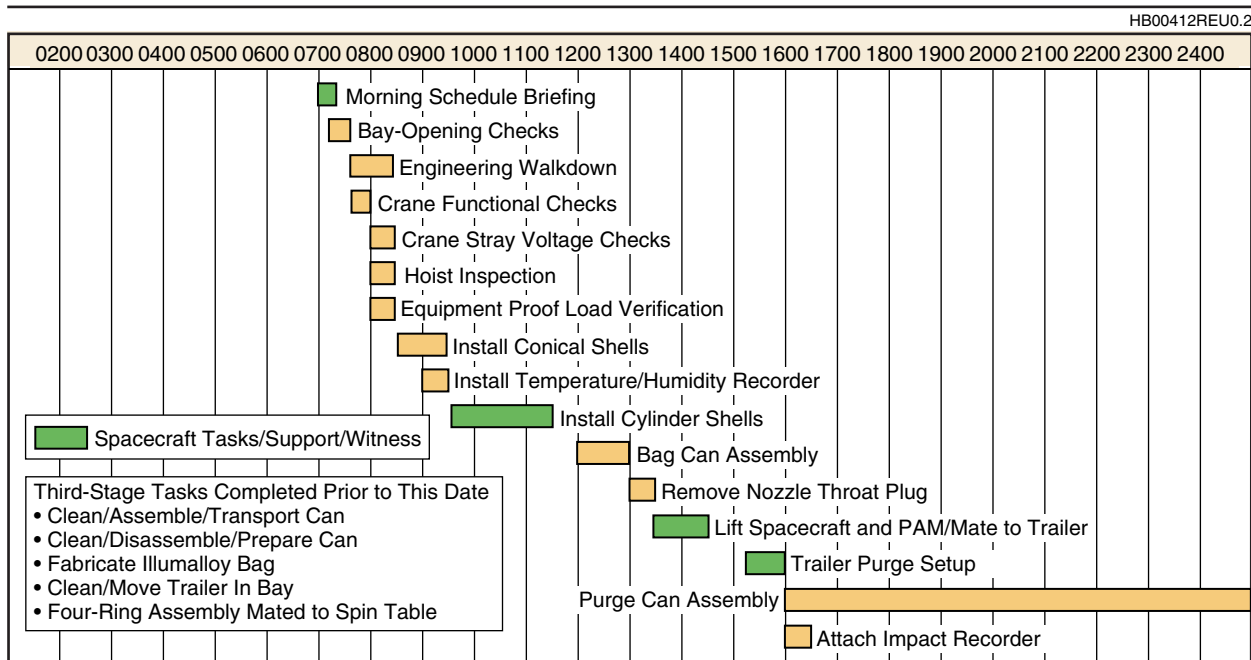 HB00412REU0.2
0200 0300 0400 0500 0600 0700 0800 0900 1000 1100 1200 1300 1400 1500 1600 1700 1800 1900 2000 2100 2200 2300 2400
Morning Schedule Briefing
Bay-Opening Checks
Engineering Walkdown
Crane Functional Checks
Crane Stray Voltage Checks
Hoist Inspection
Equipment Proof Load Verification
Install Conical Shells
Install Temperature/Humidity Recorder
Install Cylinder Shells
Spacecraft Tasks/Support/Witness
Bag Can Assembly
Third-Stage Tasks Completed Prior to This Date
• Clean/Assemble/Transport Can
• Clean/Disassemble/Prepare Can
• Fabricate Illumalloy Bag
• Clean/Move Trailer In Bay
• Four-Ring Assembly Mated to Spin Table
Remove Nozzle Throat Plug
Lift Spacecraft and PAM/Mate to Trailer
Trailer Purge Setup
Purge Can Assembly
Attach Impact Recorder